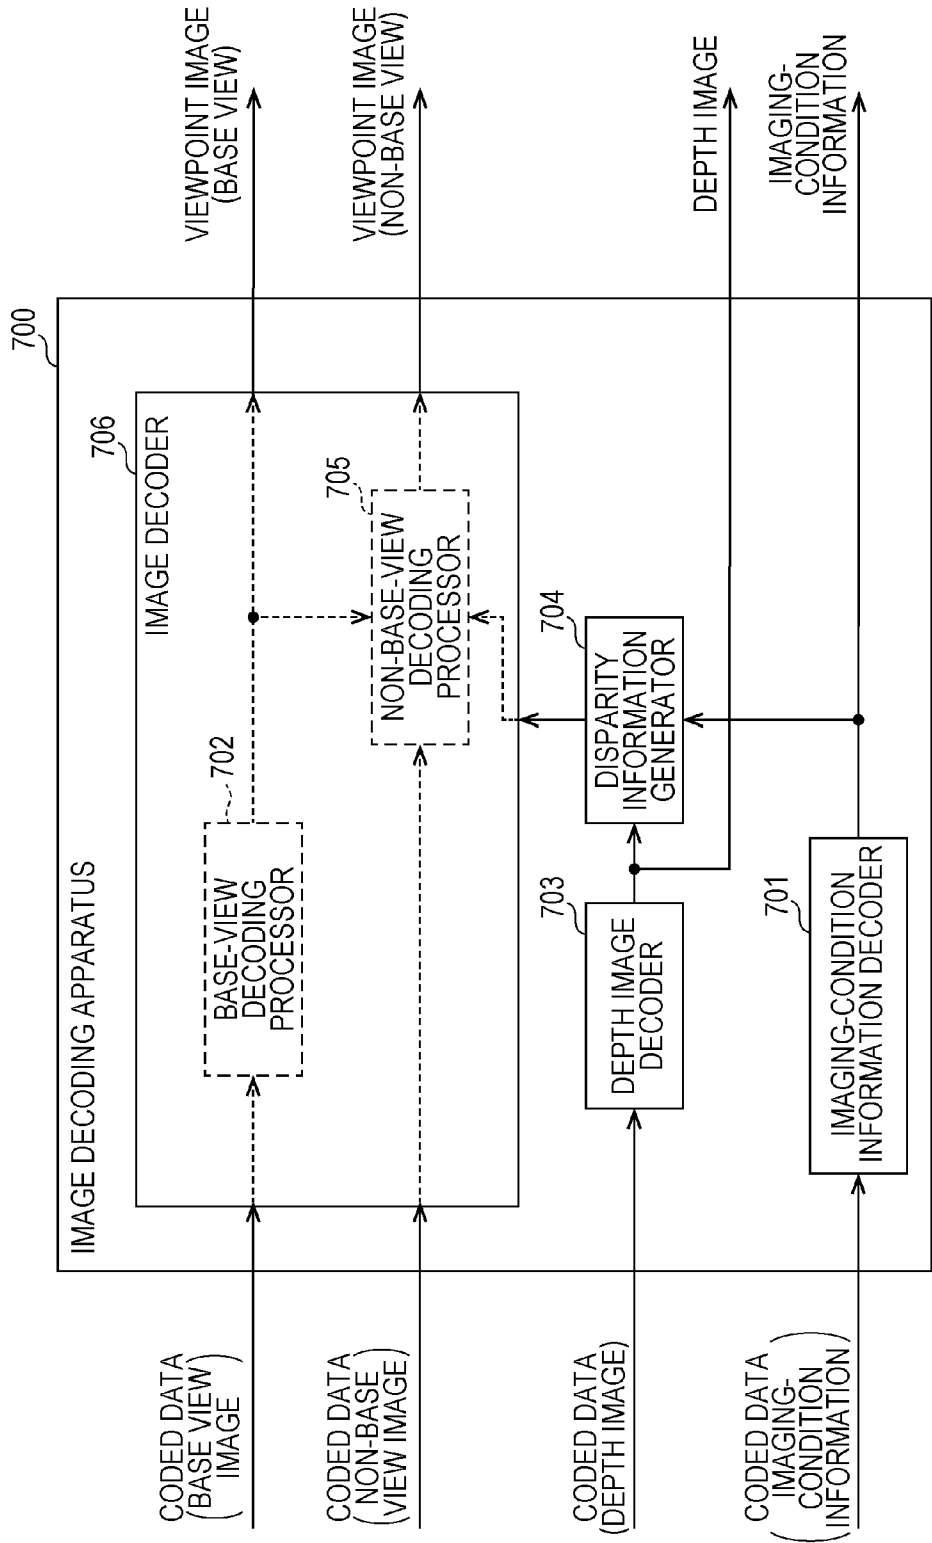 700
IMAGE DECODING APPARATUS
706
IMAGE DECODER
CODED DATA
(BASE VIEW
IMAGE)
702
BASE-VIEW
DECODING
PROCESSOR
VIEWPOINT IMAGE
(BASE VIEW)
CODED DATA
(NON-BASE
VIEW IMAGE)
705
NON-BASE-VIEW
DECODING
PROCESSOR
VIEWPOINT IMAGE
(NON-BASE VIEW)
CODED DATA
(DEPTH IMAGE)
703
DEPTH IMAGE
DECODER
704
DISPARITY
INFORMATION
GENERATOR
DEPTH IMAGE
CODED DATA
(IMAGING-
CONDITION
INFORMATION)
701
IMAGING-CONDITION
INFORMATION DECODER
IMAGING-
CONDITION
INFORMATION